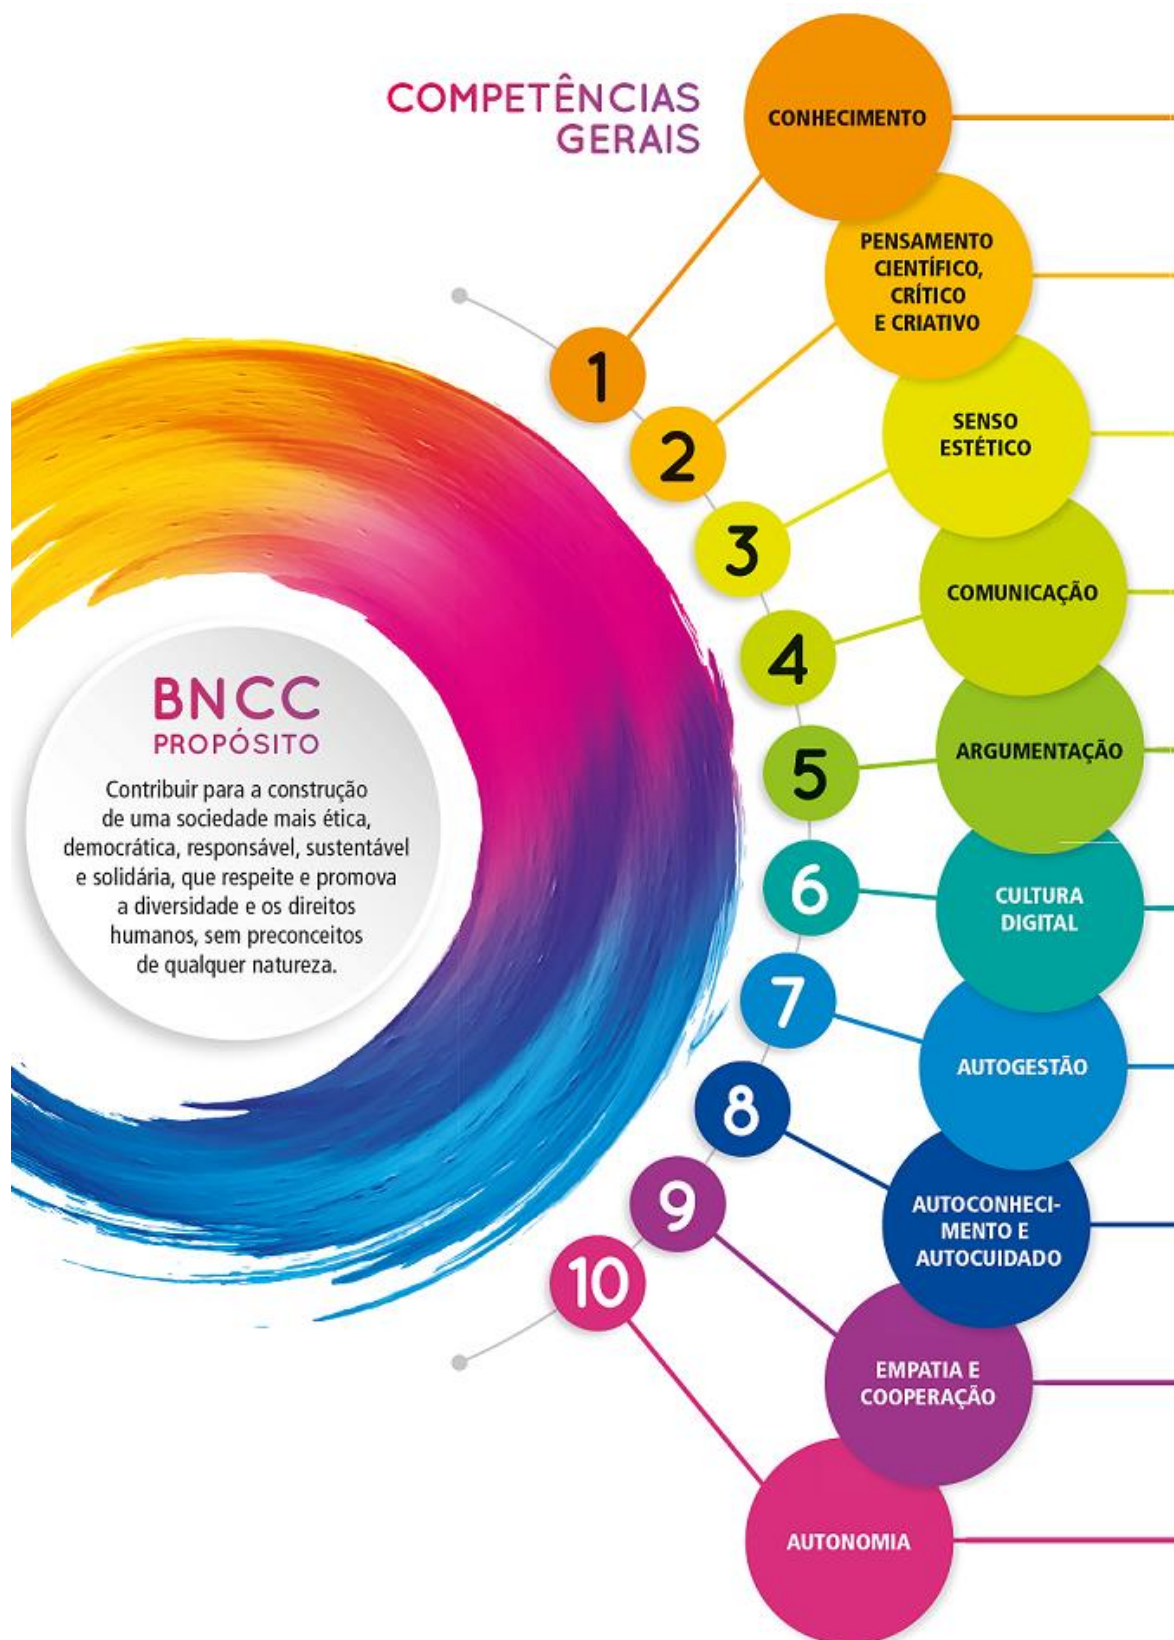 COMPETÊNCIAS
GERAIS
CONHECIMENTO
PENSAMENTO
CIENTÍFICO,
CRÍTICO
E CRIATIVO
SENSO
ESTÉTICO
COMUNICAÇÃO
ARGUMENTAÇÃO
CULTURA
DIGITAL
AUTOGESTÃO
AUTOCONHECI-
MENTO E
AUTOCUIDADO
EMPATIA E
COOPERAÇÃO
AUTONOMIA
1
2
3
4
5
6
7
8
9
10
BNCC
PROPÓSITO
Contribuir para a construção
de uma sociedade mais ética,
democrática, responsável, sustentável
e solidária, que respeite e promova
a diversidade e os direitos
humanos, sem preconceitos
de qualquer natureza.